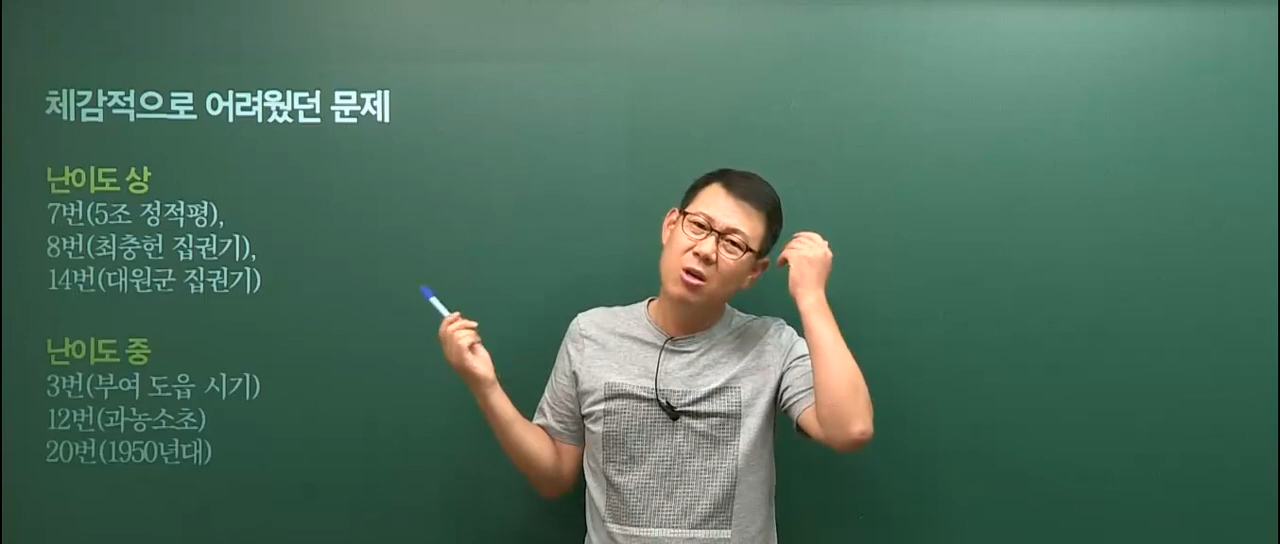 체감적으로 어려웠던 문제
난이도 상
7번(5조 정적평),
8번(최충헌 집권기),
14번(대원군 집권기)
난이도 중
3번(부여 도읍 시기)
12번(과농소초)
20번(1950년대)